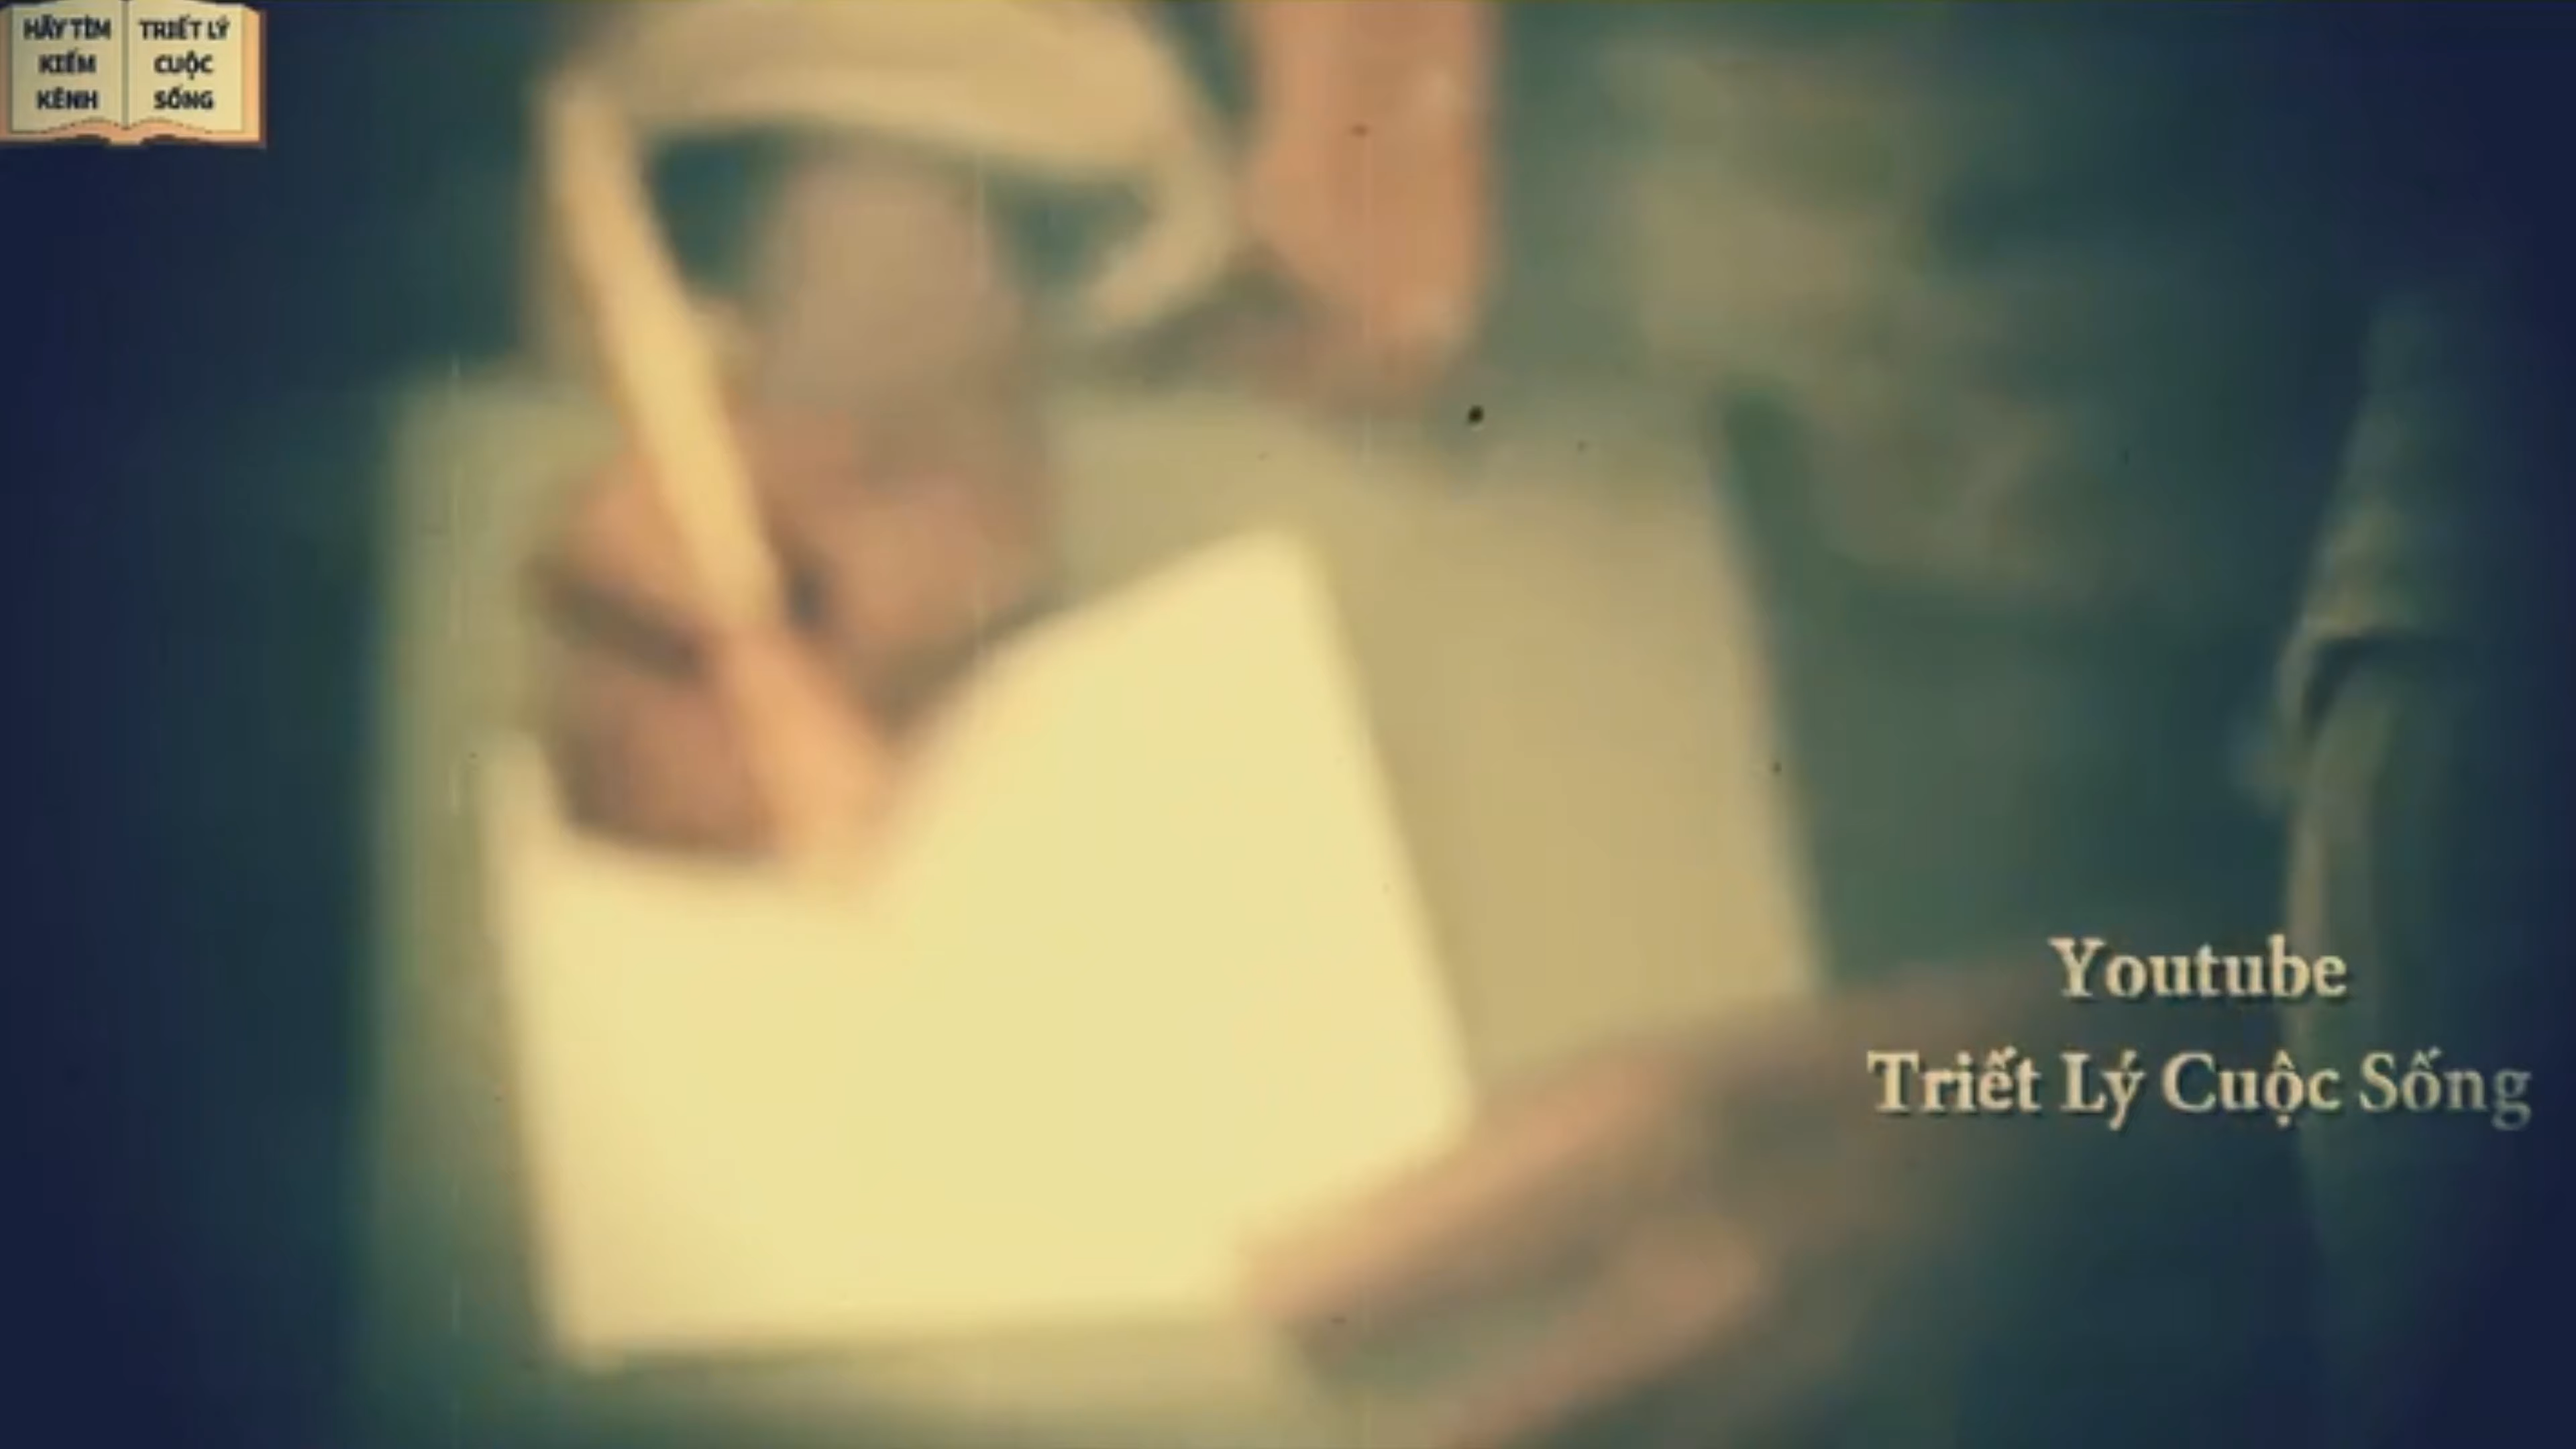 HÃY TÌM
KIẾM
KÊNH
TRIẾT LÝ
CUỘC
SỐNG
Youtube
Triết Lý Cuộc Sống